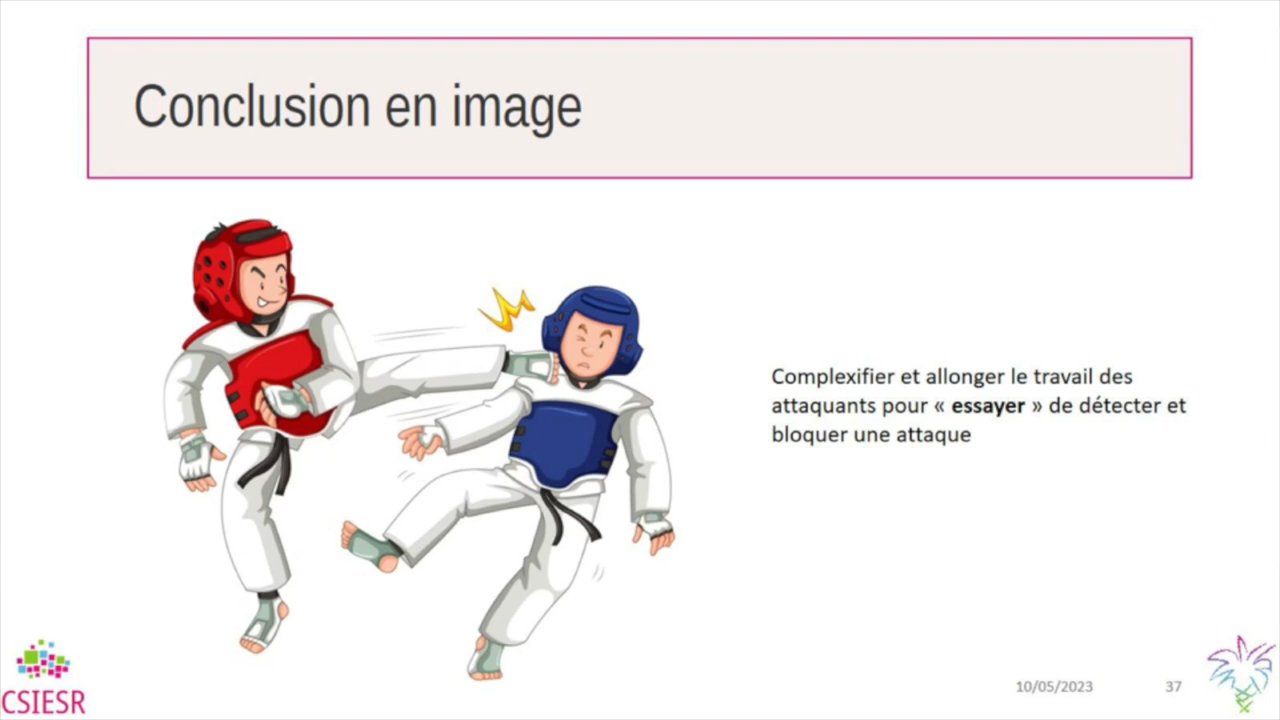 Conclusion en image
Complexifier et allonger le travail des
attaquants pour « essayer » de détecter et
bloquer une attaque
CSIESR
10/05/2023
37